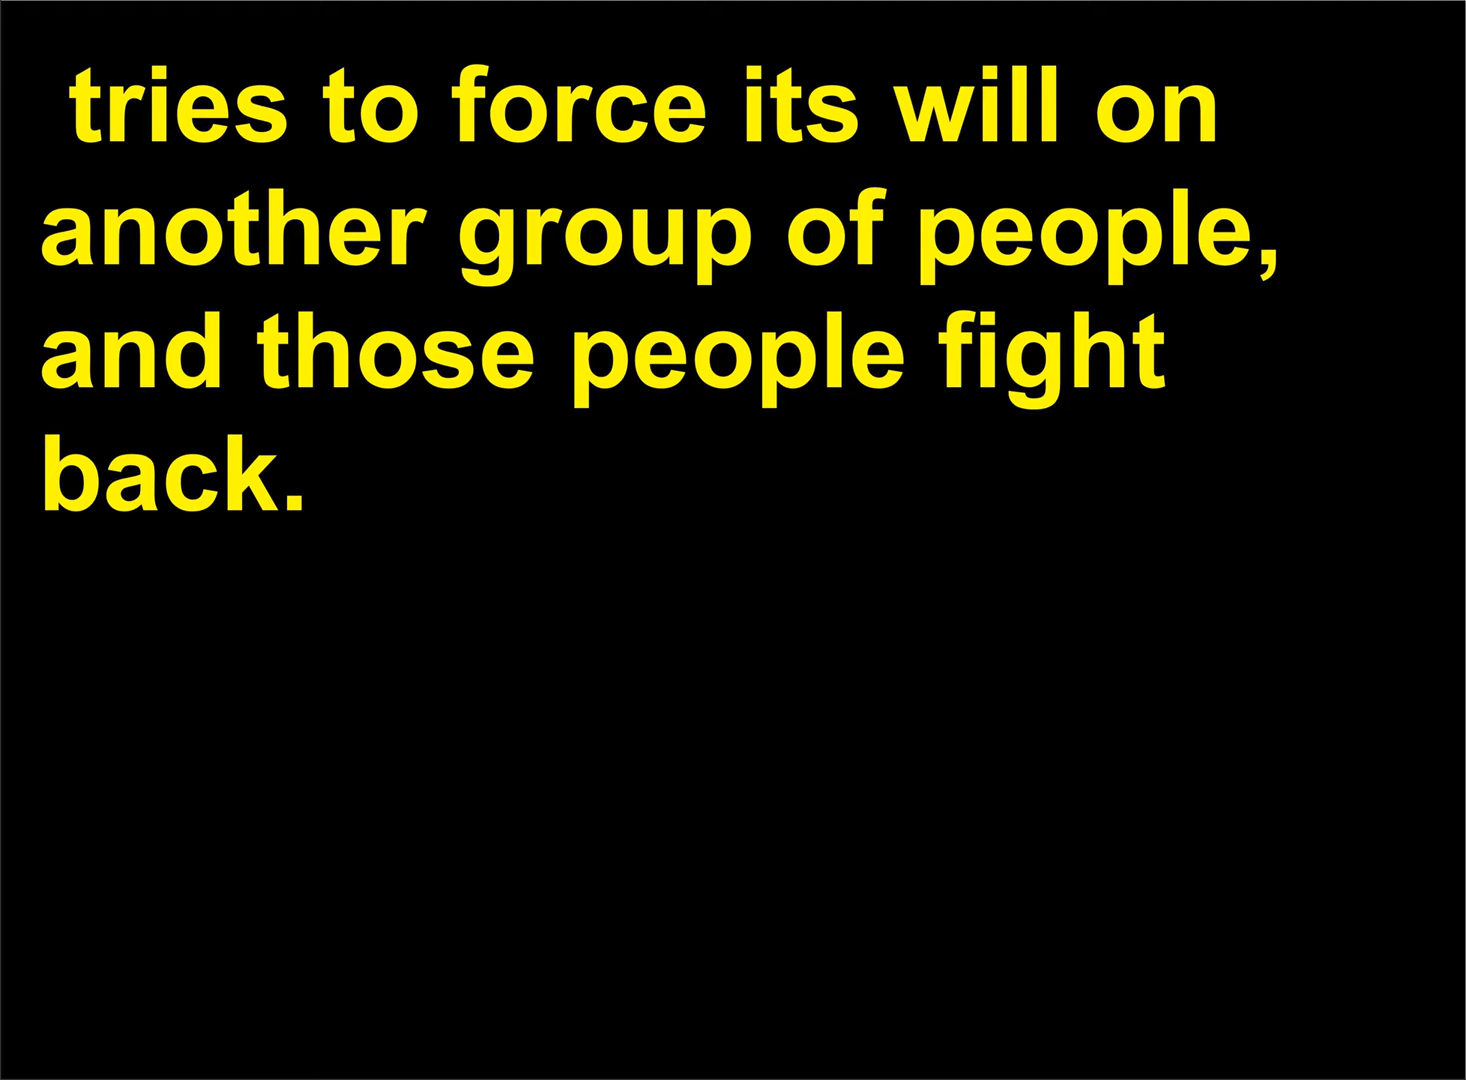 tries to force its will on
another group of people,
and those people fight
back.